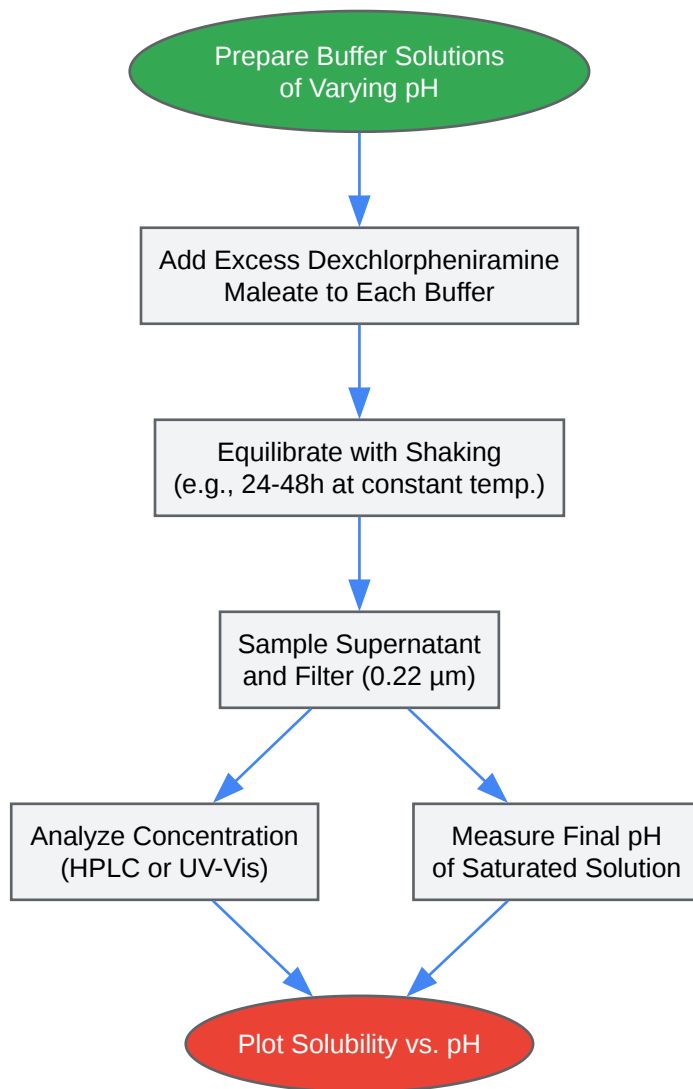 Prepare Buffer Solutions
of Varying pH
Add Excess Dexchlorpheniramine
Maleate to Each Buffer
Equilibrate with Shaking
(e.g., 24-48h at constant temp.)
Sample Supernatant
and Filter (0.22 µm)
Analyze Concentration
(HPLC or UV-Vis)
Measure Final pH
of Saturated Solution
Plot Solubility vs. pH